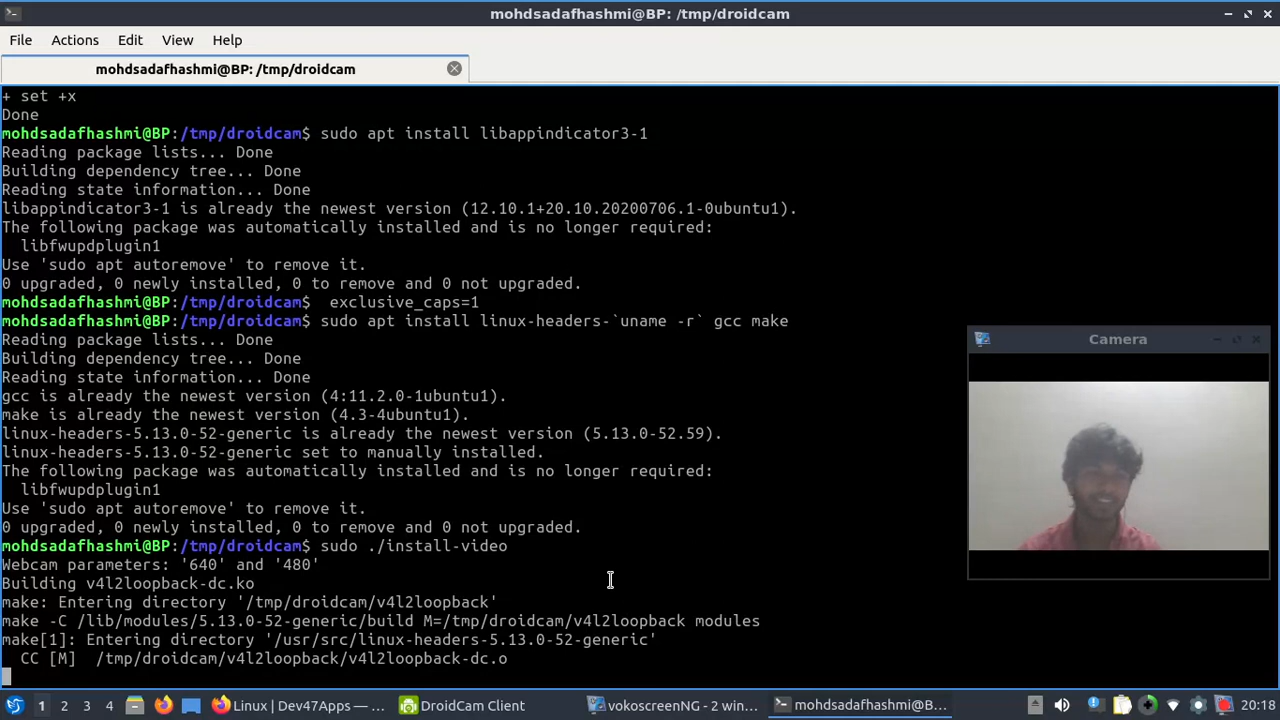 mohdsadafhashmi@BP: /tmp/droidcam
File Actions Edit View Help
mohdsadafhashmi@BP: /tmp/droidcam
+ set +x
Done
mohdsadafhashmi@BP:/tmp/droidcam$ sudo apt install libappindicator3-1
Reading package lists... Done
Building dependency tree... Done
Reading state information... Done
libappindicator3-1 is already the newest version (12.10.1+20.10.20200706.1-0ubuntu1).
The following package was automatically installed and is no longer required:
  libfwupdplugin1
Use 'sudo apt autoremove' to remove it.
0 upgraded, 0 newly installed, 0 to remove and 0 not upgraded.
mohdsadafhashmi@BP:/tmp/droidcam$  exclusive_caps=1
mohdsadafhashmi@BP:/tmp/droidcam$ sudo apt install linux-headers-`uname -r` gcc make
Reading package lists... Done
Building dependency tree... Done
Reading state information... Done
gcc is already the newest version (4:11.2.0-1ubuntu1).
make is already the newest version (4.3-4ubuntu1).
linux-headers-5.13.0-52-generic is already the newest version (5.13.0-52.59).
linux-headers-5.13.0-52-generic set to manually installed.
The following package was automatically installed and is no longer required:
  libfwupdplugin1
Use 'sudo apt autoremove' to remove it.
0 upgraded, 0 newly installed, 0 to remove and 0 not upgraded.
mohdsadafhashmi@BP:/tmp/droidcam$ sudo ./install-video
Webcam parameters: '640' and '480'
Building v4l2loopback-dc.ko
make: Entering directory '/tmp/droidcam/v4l2loopback'
make -C /lib/modules/5.13.0-52-generic/build M=/tmp/droidcam/v4l2loopback modules
make[1]: Entering directory '/usr/src/linux-headers-5.13.0-52-generic'
  CC [M]  /tmp/droidcam/v4l2loopback/v4l2loopback-dc.o
Camera
1 2 3 4 Linux | Dev47Apps — ... DroidCam Client vokoscreenNG - 2 win... mohdsadafhashmi@B... 20:18